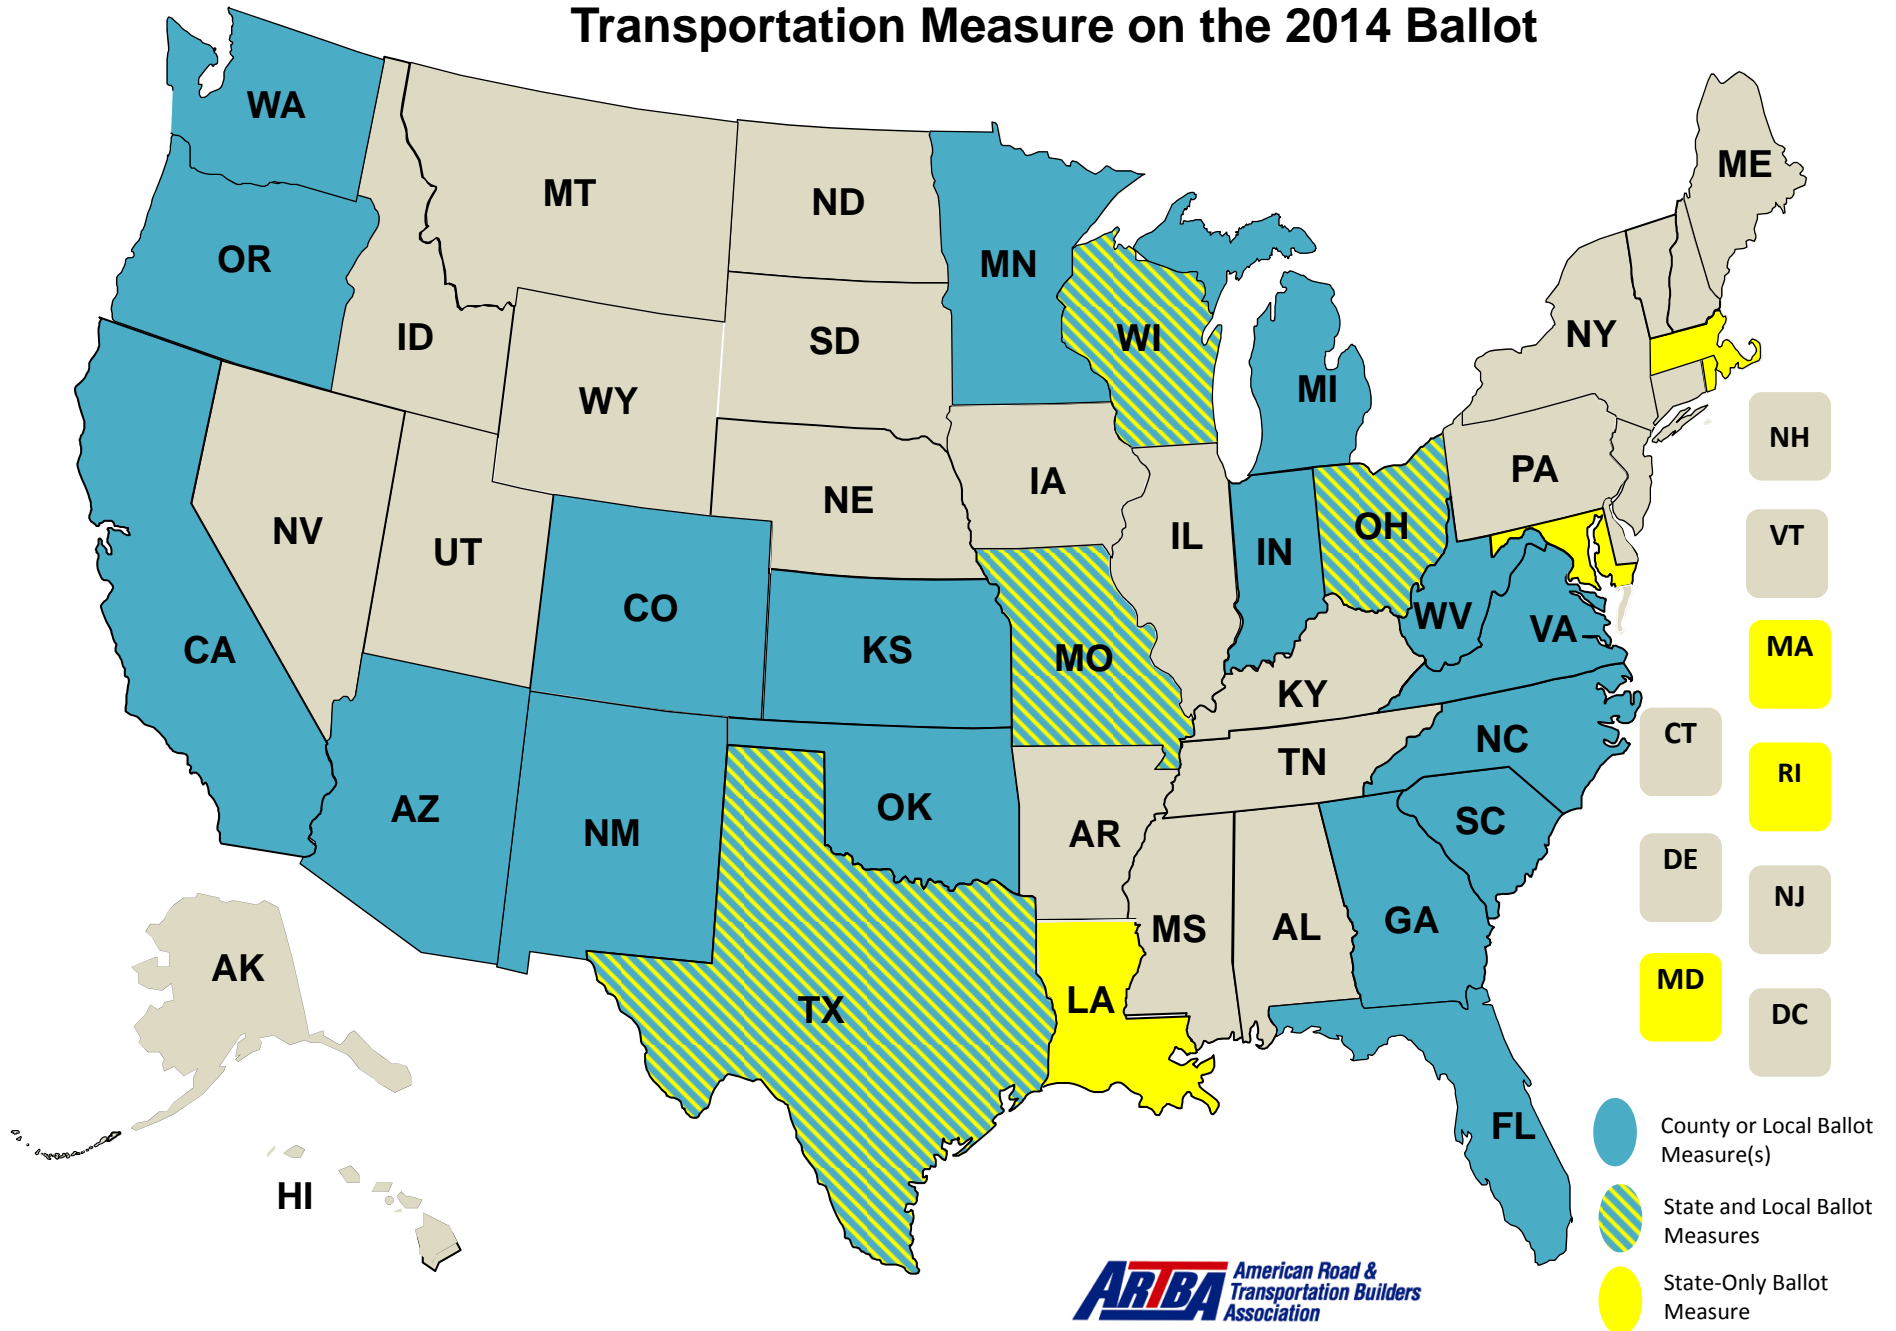 Transportation Measure on the 2014 Ballot
WA
MT
ND
MN
ME
OR
ID
SD
WI
NY
WY
MI
NH
NV
UT
NE
IA
IL
IN
OH
PA
VT
CA
CO
KS
MO
KY
WV
VA
MA
CT
RI
AZ
NM
OK
AR
TN
NC
SC
DE
NJ
AK
TX
LA
MS
AL
GA
MD
DC
HI
FL
County or Local Ballot
Measure(s)
State and Local Ballot
Measures
State-Only Ballot
Measure
ARTBA
American Road &
Transportation Builders
Association